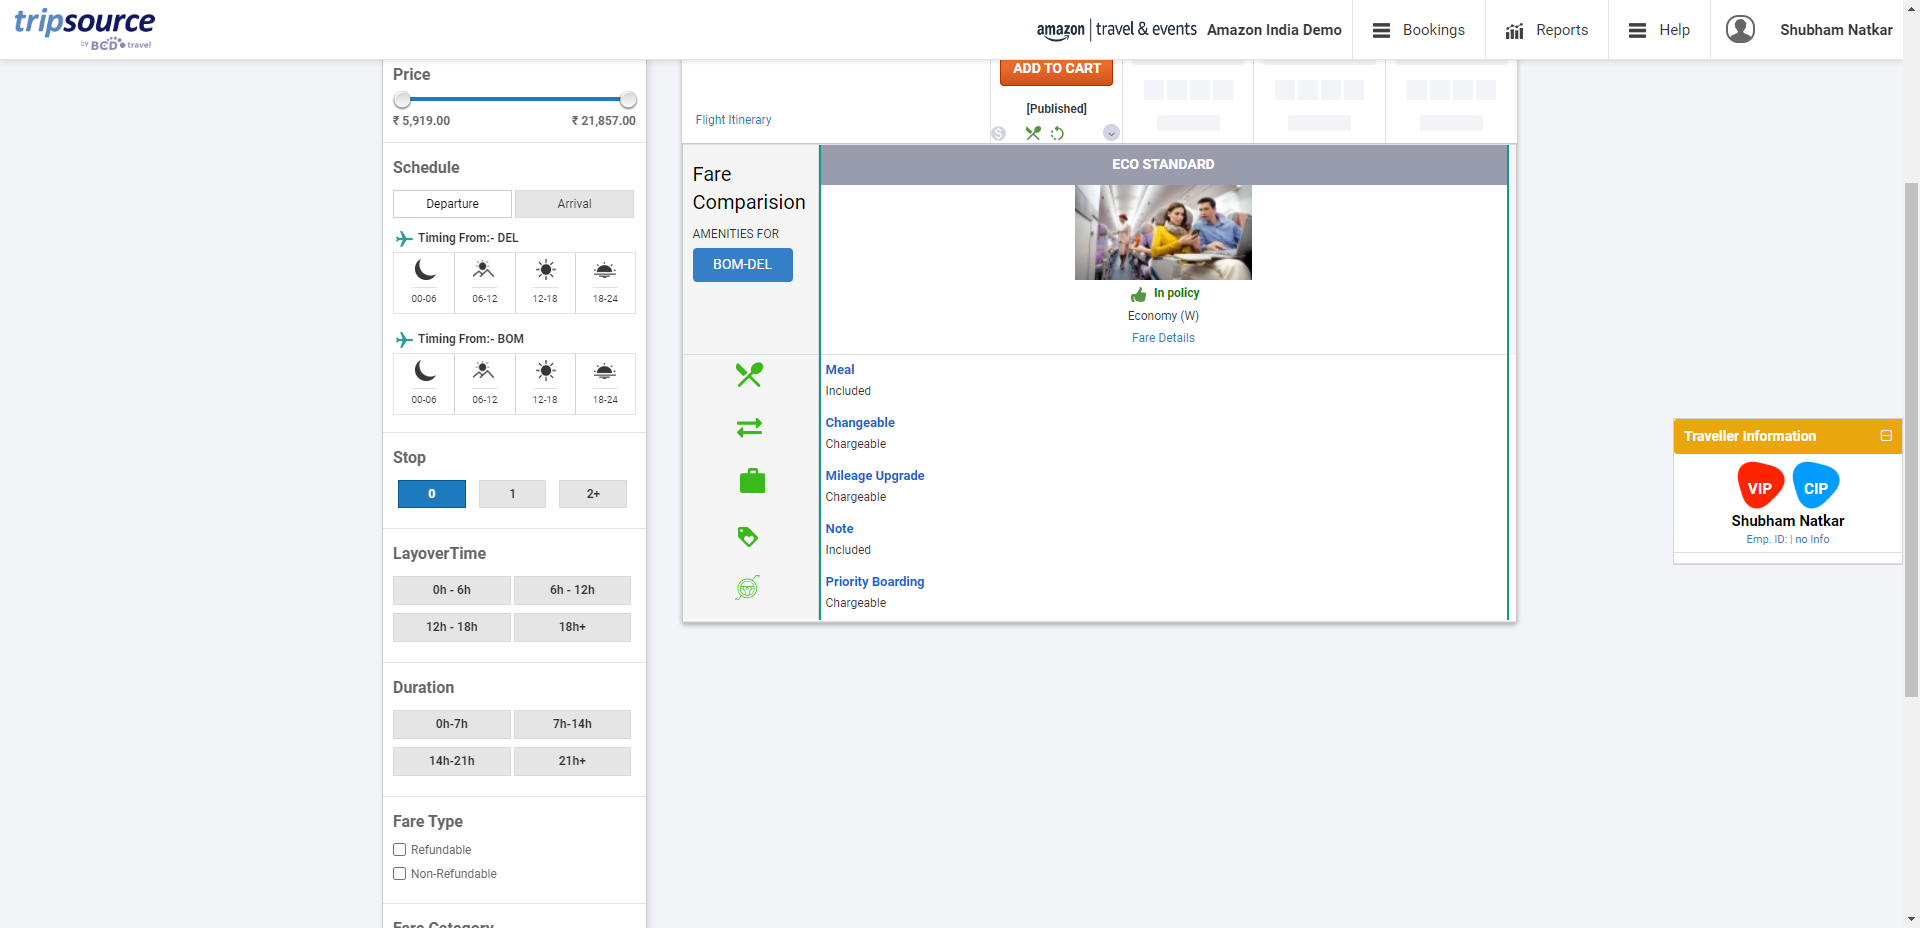 tripsource
by BCD travel
amazon | travel & events Amazon India Demo
Bookings
Reports
Help
Shubham Natkar
Price
₹ 5,919.00 ₹ 21,857.00
Schedule
Departure Arrival
Timing From:- DEL
00-06 06-12 12-18 18-24
Timing From:- BOM
00-06 06-12 12-18 18-24
Stop
0 1 2+
LayoverTime
0h - 6h 6h - 12h
12h - 18h 18h+
Duration
0h-7h 7h-14h
14h-21h 21h+
Fare Type
Refundable
Non-Refundable
Fare Category
ADD TO CART
[Published]
Flight Itinerary
$
Fare
Comparision
AMENITIES FOR
BOM-DEL
ECO STANDARD
In policy
Economy (W)
Fare Details
Meal
Included
Changeable
Chargeable
Mileage Upgrade
Chargeable
Note
Included
Priority Boarding
Chargeable
Traveller Information
VIP CIP
Shubham Natkar
Emp. ID: | no Info